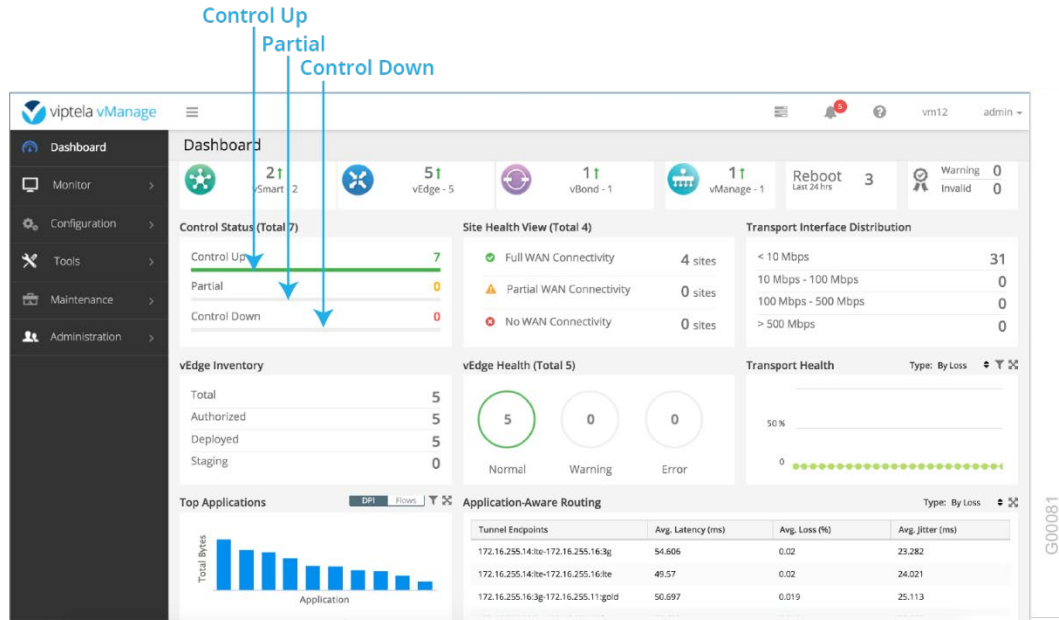 Control Up
Partial
Control Down
viptela vManage
5
vm12
admin
Dashboard
Dashboard
Monitor
Configuration
Tools
Maintenance
Administration
2
vSmart - 2
5
vEdge - 5
1
vBond - 1
1
vManage - 1
Reboot 3
Last 24 hrs
Warning 0
Invalid 0
Control Status (Total 7)
Control Up 7
Partial 0
Control Down 0
Site Health View (Total 4)
Full WAN Connectivity 4 sites
Partial WAN Connectivity 0 sites
No WAN Connectivity 0 sites
Transport Interface Distribution
< 10 Mbps 31
10 Mbps - 100 Mbps 0
100 Mbps - 500 Mbps 0
> 500 Mbps 0
vEdge Inventory
Total 5
Authorized 5
Deployed 5
Staging 0
vEdge Health (Total 5)
5 0 0
Normal Warning Error
Transport Health Type: By Loss
50 %
0
Top Applications DPI Flows
Total Bytes
Application
Application-Aware Routing Type: By Loss
Tunnel Endpoints Avg. Latency (ms) Avg. Loss (%) Avg. Jitter (ms)
172.16.255.14:lte-172.16.255.16:3g 54.606 0.02 23.282
172.16.255.14:lte-172.16.255.16:lte 49.57 0.02 24.021
172.16.255.16:3g-172.16.255.11:gold 50.697 0.019 25.113
G00081